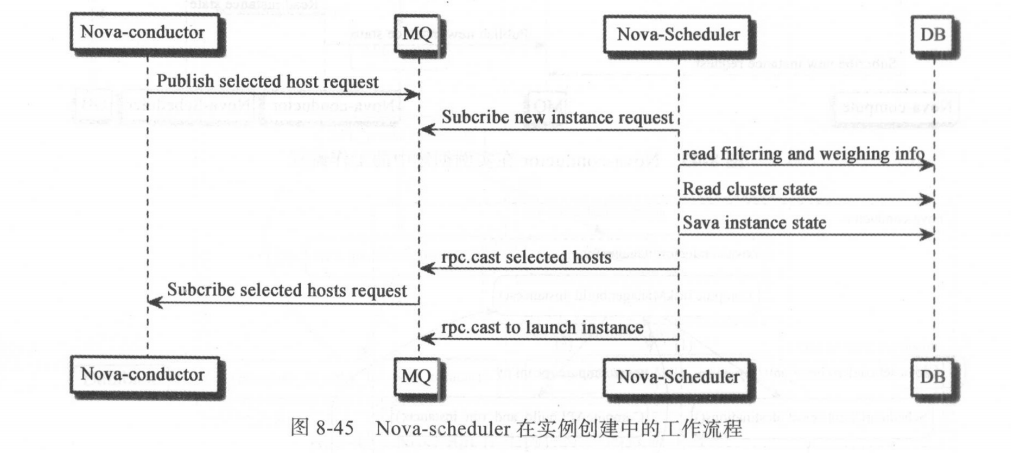 Nova-conductor MQ Nova-Scheduler DB
Publish selected host request
Subcribe new instance request
read filtering and weighing info
Read cluster state
Sava instance state
rpc.cast selected hosts
Subcribe selected hosts request
rpc.cast to launch instance
Nova-conductor MQ Nova-Scheduler DB
图 8-45 Nova-scheduler 在实例创建中的工作流程